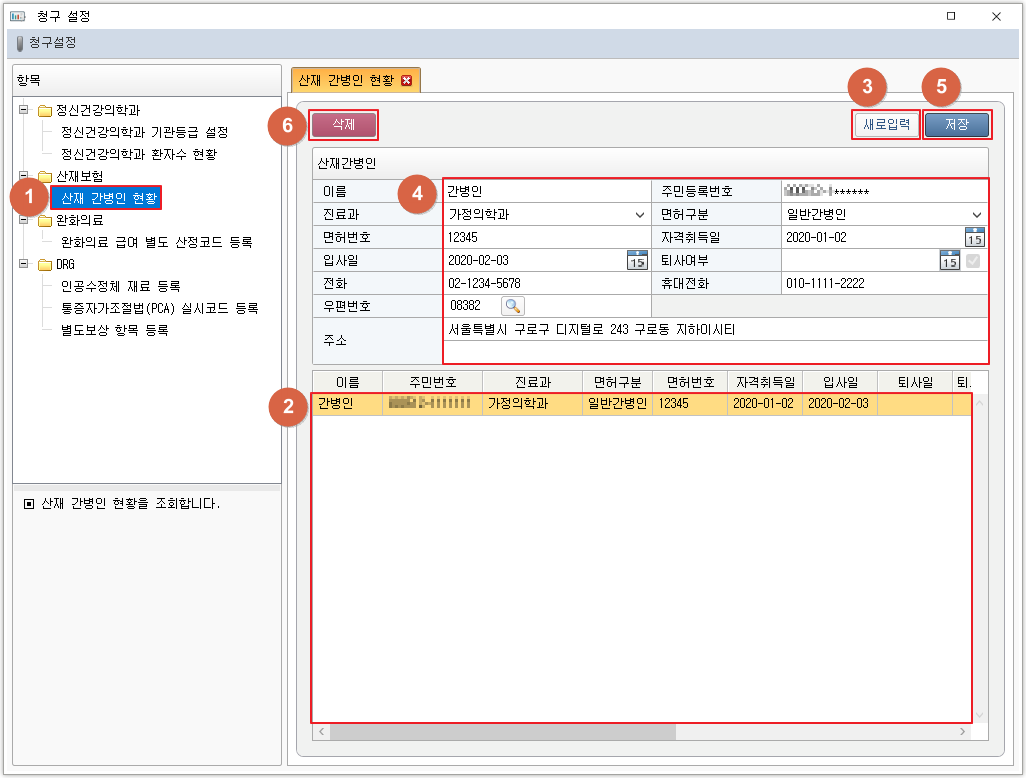 청구 설정
청구설정
항목
정신건강의학과
정신건강의학과 기관등급 설정
정신건강의학과 환자수 현황
산재보험
1 산재 간병인 현황
완화의료
완화의료 급여 별도 산정코드 등록
DRG
인공수정체 재료 등록
통증자가조절법(PCA) 실시코드 등록
별도보상 항목 등록
산재 간병인 현황을 조회합니다.
산재 간병인 현황
3 5
6 삭제 새로입력 저장
산재간병인
4
이름 간병인 주민등록번호 ******
진료과 가정의학과 면허구분 일반간병인
면허번호 12345 자격취득일 2020-01-02 15
입사일 2020-02-03 15 퇴사여부 15
전화 02-1234-5678 휴대전화 010-1111-2222
우편번호 08382
주소 서울특별시 구로구 디지털로 243 구로동 지하이시티
이름 주민번호 진료과 면허구분 면허번호 자격취득일 입사일 퇴사일 퇴.
2 간병인 가정의학과 일반간병인 12345 2020-01-02 2020-02-03